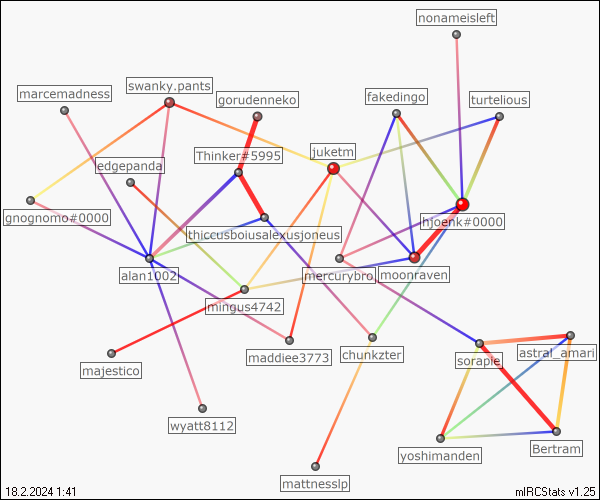 nonameisleft
marcemadness
swanky.pants
gorudenneko
fakedingo
turtelious
edgepanda
Thinker#5995
juketm
gnognomo#0000
thiccusboiusalexusjoneus
hjoenk#0000
alan1002
mercurybro
moonraven
mingus4742
majestico
maddiee3773
chunkzter
sorapie
astral_amari
wyatt8112
mattnesslp
yoshimanden
Bertram
18.2.2024 1:41
mIRCStats v1.25